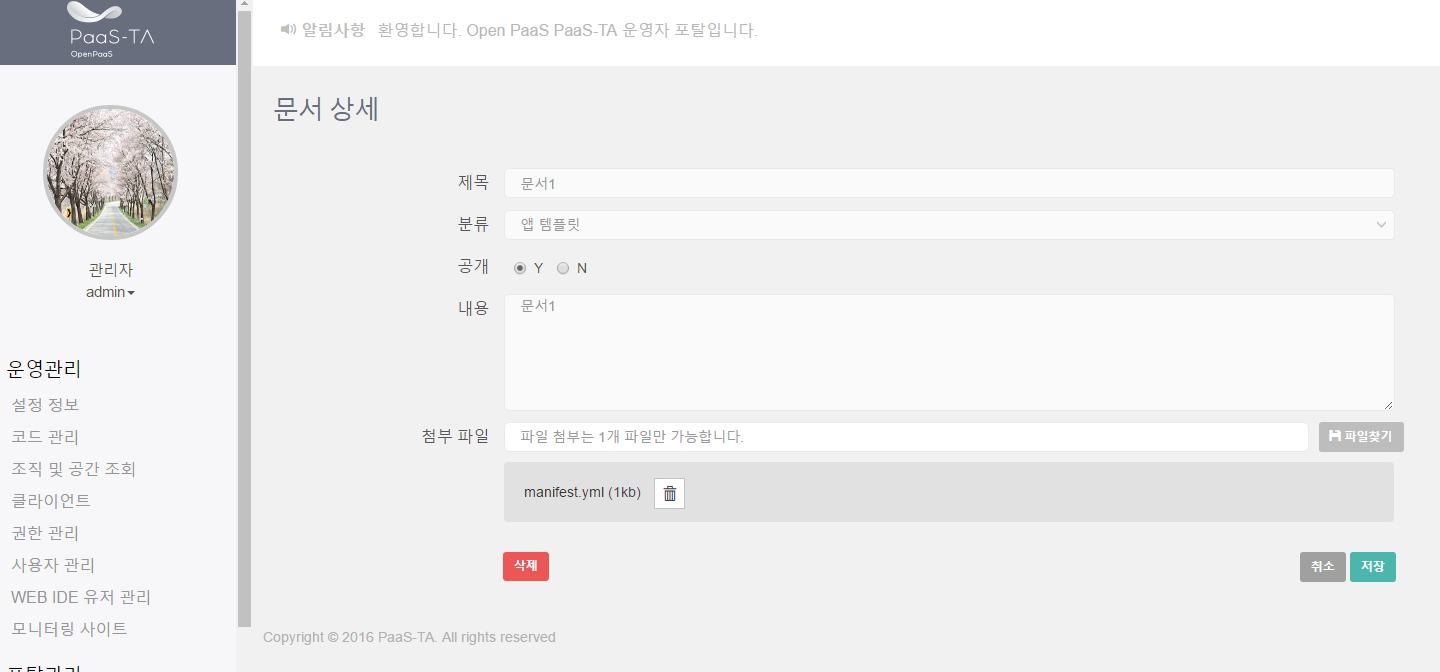 PaaS-TA
OpenPaaS
알림사항 환영합니다. Open PaaS PaaS-TA 운영자 포탈입니다.
관리자
admin
운영관리
설정 정보
코드 관리
조직 및 공간 조회
클라이언트
권한 관리
사용자 관리
WEB IDE 유저 관리
모니터링 사이트
문서 상세
제목 문서1
분류 앱 템플릿
공개 Y N
내용 문서1
첨부 파일 파일 첨부는 1개 파일만 가능합니다. 파일찾기
manifest.yml (1kb)
삭제 취소 저장
Copyright © 2016 PaaS-TA. All rights reserved